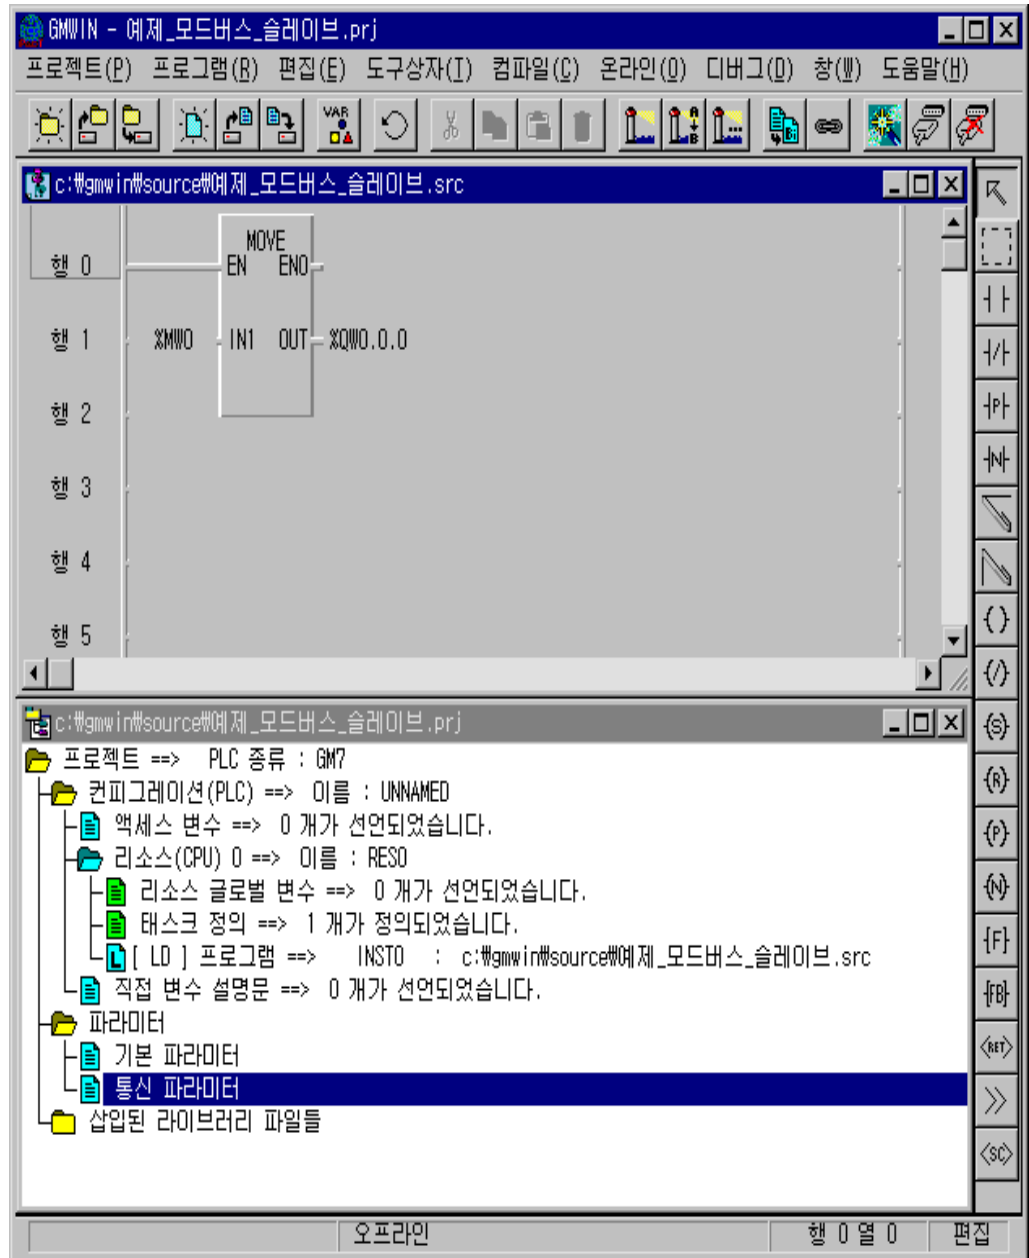 GMWIN - 예제_모드버스_슬레이브.prj
프로젝트(P) 프로그램(R) 편집(E) 도구상자(T) 컴파일(C) 온라인(O) 디버그(D) 창(W) 도움말(H)
VAR
A
B
Bi
c:₩gmwin₩source₩예제_모드버스_슬레이브.src
MOVE
행 0 EN ENO
행 1 %MW0 IN1 OUT %QW0.0.0
행 2
행 3
행 4
행 5
P
N
(/)
(S)
(R)
(P)
(N)
{F}
{FB}
<RET>
>>
<SC>
c:₩gmwin₩source₩예제_모드버스_슬레이브.prj
프로젝트 ==> PLC 종류 : GM7
컨피그레이션(PLC) ==> 이름 : UNNAMED
액세스 변수 ==> 0 개가 선언되었습니다.
리소스(CPU) 0 ==> 이름 : RES0
리소스 글로벌 변수 ==> 0 개가 선언되었습니다.
태스크 정의 ==> 1 개가 정의되었습니다.
L [ LD ] 프로그램 ==> INST0 : c:₩gmwin₩source₩예제_모드버스_슬레이브.src
직접 변수 설명문 ==> 0 개가 선언되었습니다.
파라미터
기본 파라미터
통신 파라미터
삽입된 라이브러리 파일들
오프라인 행 0 열 0 편집